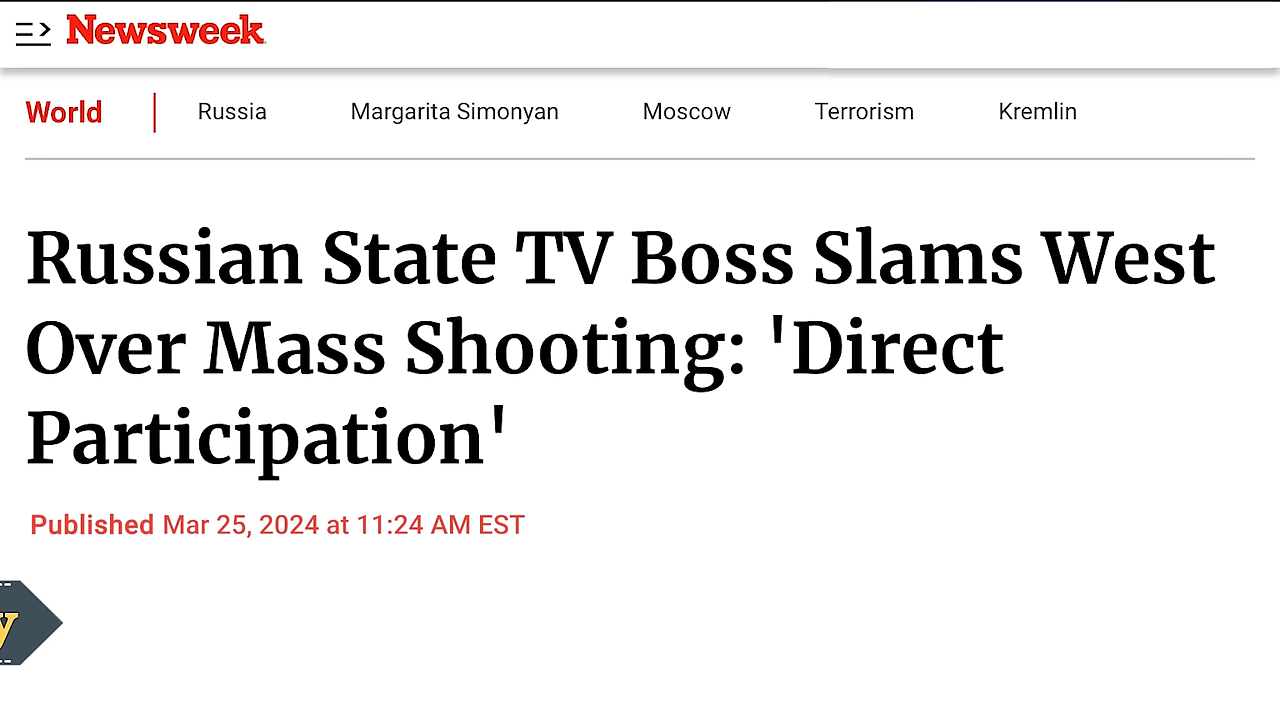 Newsweek
World
Russia
Margarita Simonyan
Moscow
Terrorism
Kremlin
Russian State TV Boss Slams West
Over Mass Shooting: 'Direct
Participation'
Published Mar 25, 2024 at 11:24 AM EST
y